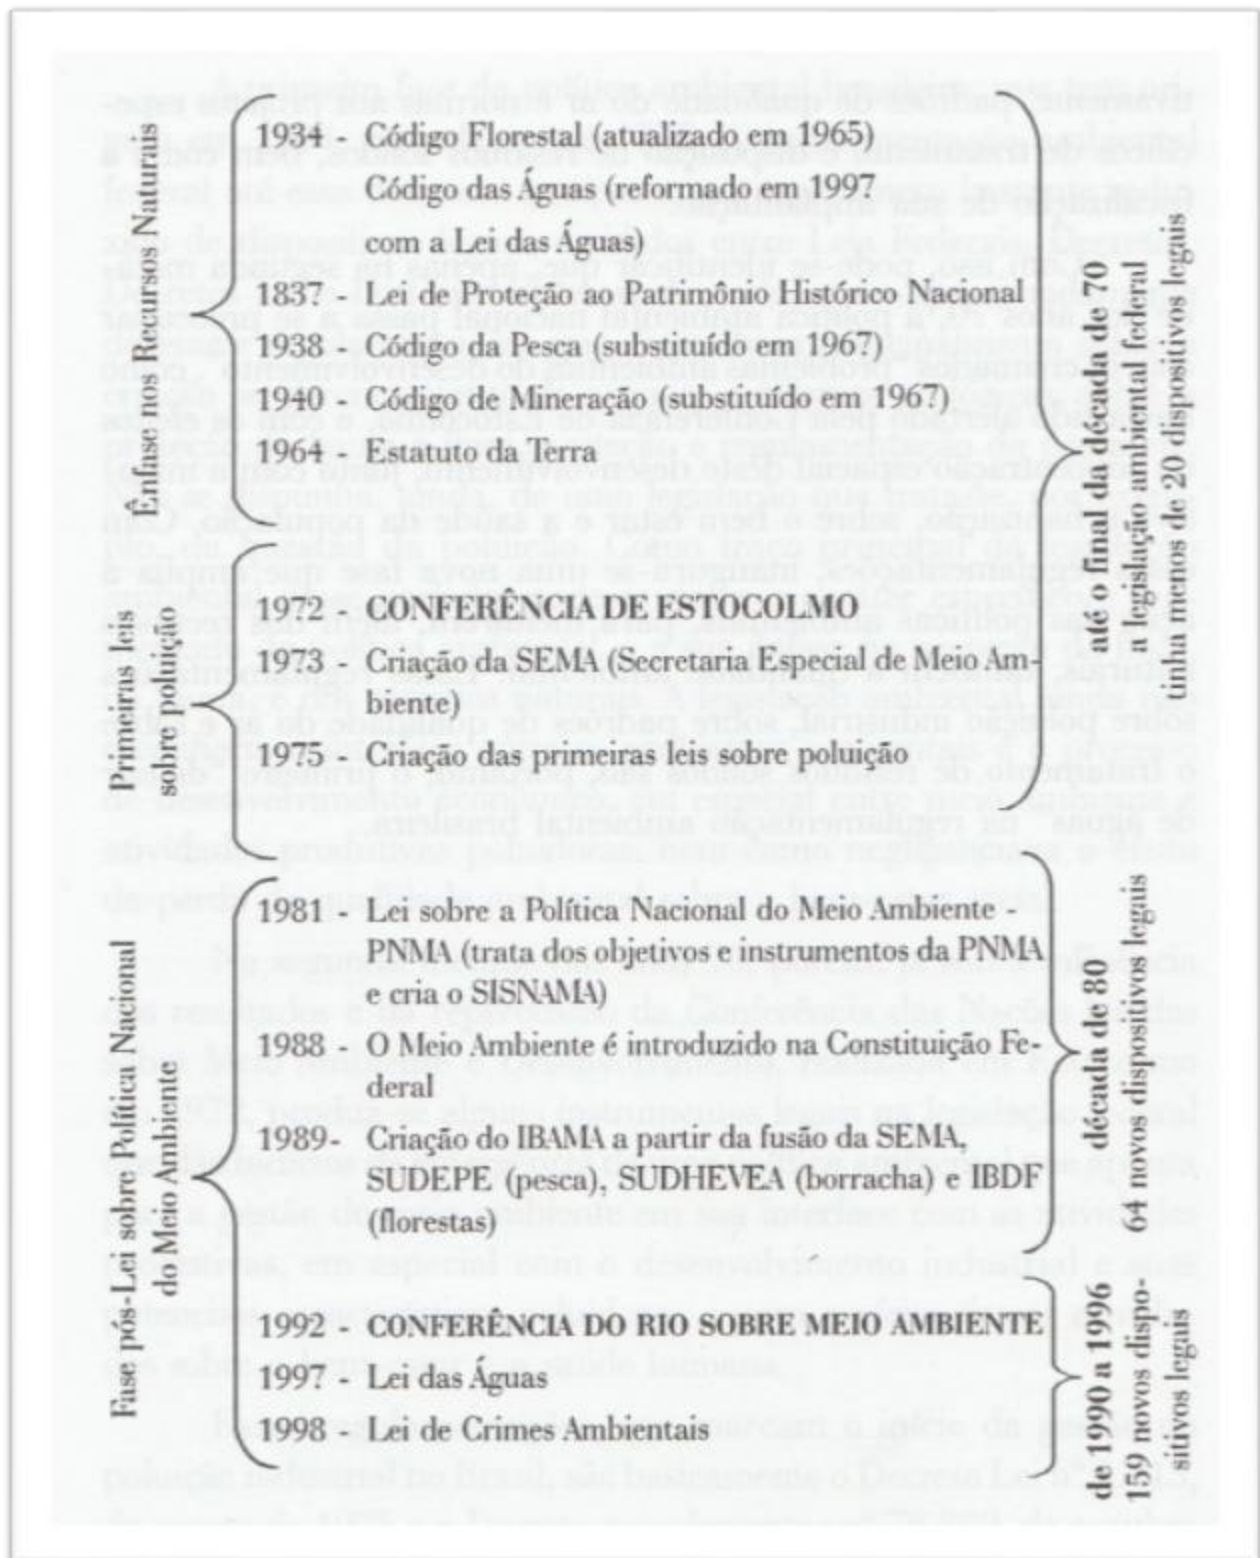 Ênfase nos Recursos Naturais
1934 - Código Florestal (atualizado em 1965)
Código das Águas (reformado em 1997
com a Lei das Águas)
1837 - Lei de Proteção ao Patrimônio Histórico Nacional
1938 - Código da Pesca (substituído em 1967)
1940 - Código de Mineração (substituído em 1967)
1964 - Estatuto da Terra
Primeiras leis
sobre poluição
1972 - CONFERÊNCIA DE ESTOCOLMO
1973 - Criação da SEMA (Secretaria Especial de Meio Am-
biente)
1975 - Criação das primeiras leis sobre poluição
até o final da década de 70
a legislação ambiental federal
tinha menos de 20 dispositivos legais
Fase pós-Lei sobre Política Nacional
do Meio Ambiente
1981 - Lei sobre a Política Nacional do Meio Ambiente -
PNMA (trata dos objetivos e instrumentos da PNMA
e cria o SISNAMA)
1988 - O Meio Ambiente é introduzido na Constituição Fe-
deral
1989- Criação do IBAMA a partir da fusão da SEMA,
SUDEPE (pesca), SUDHEVEA (borracha) e IBDF
(florestas)
década de 80
64 novos dispositivos legais
1992 - CONFERÊNCIA DO RIO SOBRE MEIO AMBIENTE
1997 - Lei das Águas
1998 - Lei de Crimes Ambientais
de 1990 a 1996
159 novos dispo-
sitivos legais